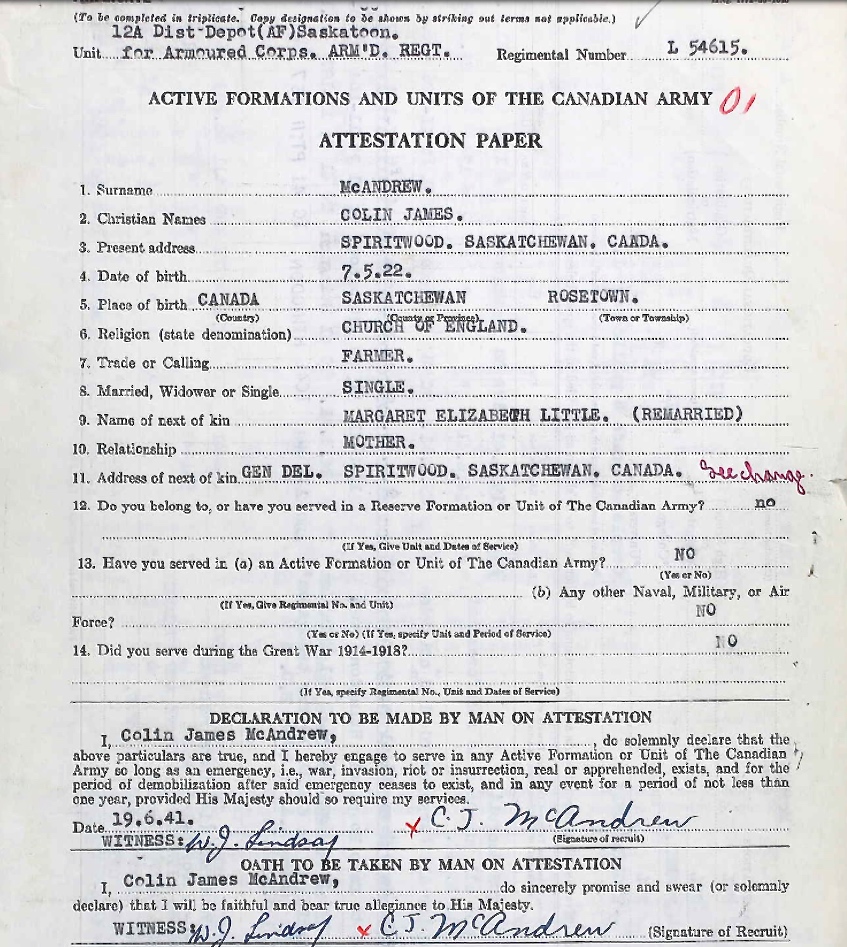 (To be completed in triplicate. Copy designation to be shown by striking out terms not applicable.)
12A Dist-Depot(AF)Saskatoon.
Unit for Armoured Corps. ARM'D. REGT. Regimental Number L 54615.
ACTIVE FORMATIONS AND UNITS OF THE CANADIAN ARMY 01
ATTESTATION PAPER
1. Surname McANDREW.
2. Christian Names COLIN JAMES.
3. Present address SPIRITWOOD. SASKATCHEWAN. CAADA.
4. Date of birth 7.5.22.
5. Place of birth CANADA SASKATCHEWAN ROSETOWN.
(Country) (County or Province) (Town or Township)
6. Religion (state denomination) CHURCH OF ENGLAND.
7. Trade or Calling FARMER.
8. Married, Widower or Single SINGLE.
9. Name of next of kin MARGARET ELIZABETH LITTLE. (REMARRIED)
10. Relationship MOTHER.
11. Address of next of kin GEN DEL. SPIRITWOOD. SASKATCHEWAN. CANADA. See change.
12. Do you belong to, or have you served in a Reserve Formation or Unit of The Canadian Army? no
(If Yes, Give Unit and Dates of Service)
13. Have you served in (a) an Active Formation or Unit of The Canadian Army? NO
(Yes or No)
(b) Any other Naval, Military, or Air
(If Yes, Give Regimental No. and Unit)
Force? NO
(Yes or No) (If Yes, specify Unit and Period of Service)
14. Did you serve during the Great War 1914-1918? NO
(If Yes, specify Regimental No., Unit and Dates of Service)
DECLARATION TO BE MADE BY MAN ON ATTESTATION
I, Colin James McAndrew, do solemnly declare that the
above particulars are true, and I hereby engage to serve in any Active Formation or Unit of The Canadian
Army so long as an emergency, i.e., war, invasion, riot or insurrection, real or apprehended, exists, and for the
period of demobilization after said emergency ceases to exist, and in any event for a period of not less than
one year, provided His Majesty should so require my services.
Date 19.6.41. x C. J. McAndrew
WITNESS: W.J. Lindsay (Signature of recruit)
OATH TO BE TAKEN BY MAN ON ATTESTATION
I, Colin James McAndrew, do sincerely promise and swear (or solemnly
declare) that I will be faithful and bear true allegiance to His Majesty.
WITNESS: W.J. Lindsay x C J. McAndrew (Signature of Recruit)